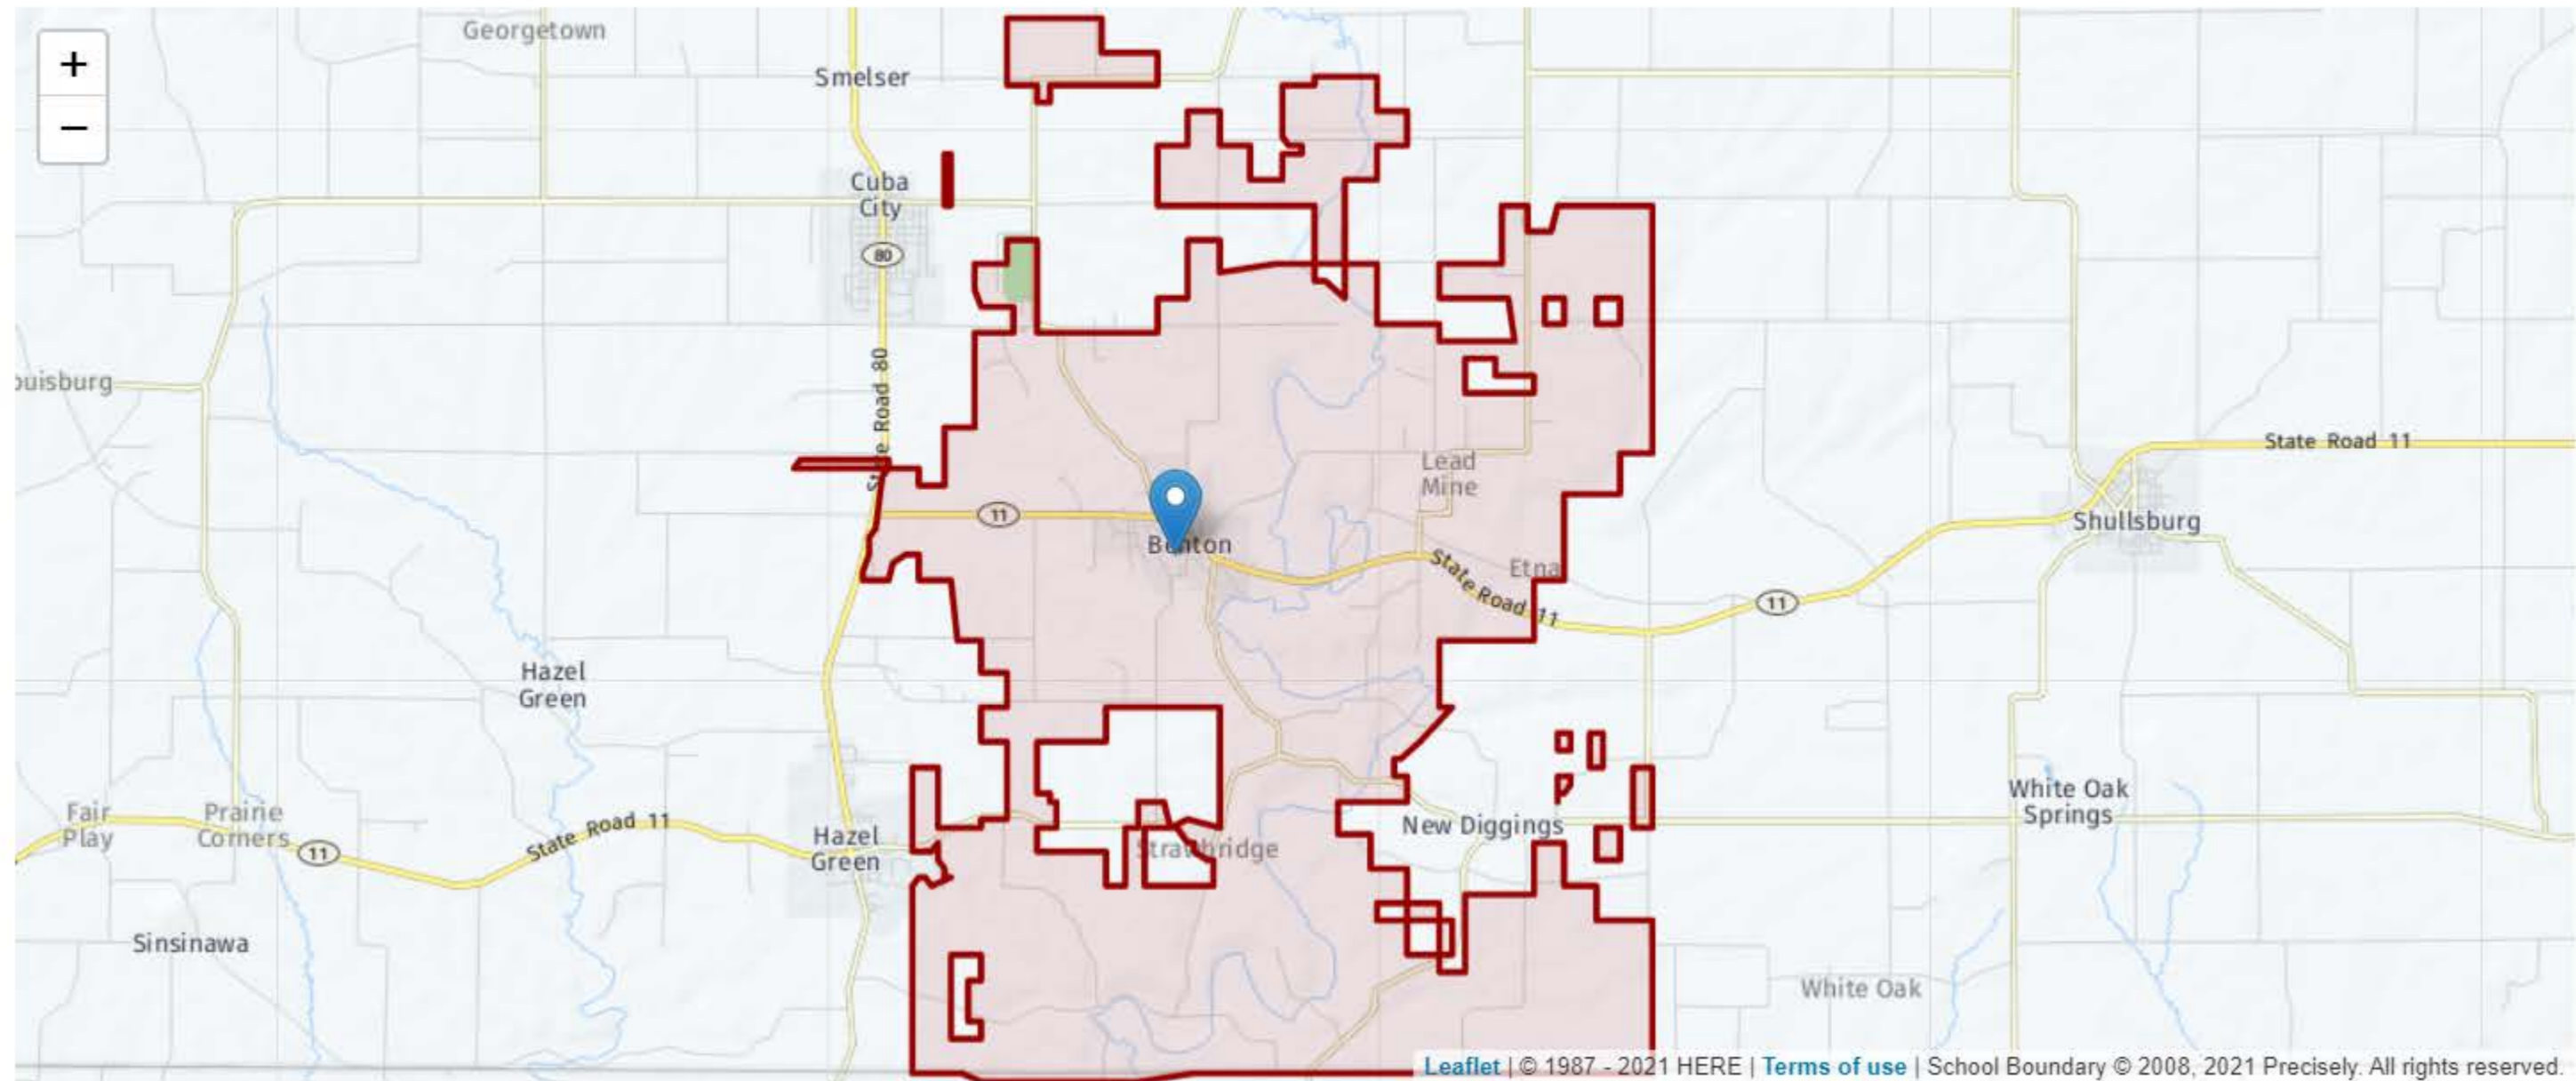 +
−
Georgetown
Smelser
Cuba
City
80
State Road 80
ouisburg
State Road 11
Lead
Mine
11
Benton
Shullsburg
Etna
State Road 11
11
Hazel
Green
White Oak
Springs
Fair
Play
Prairie
Corners
11
State Road 11
Hazel
Green
New Diggings
Strawbridge
Sinsinawa
White Oak
Leaflet | © 1987 - 2021 HERE | Terms of use | School Boundary © 2008, 2021 Precisely. All rights reserved.